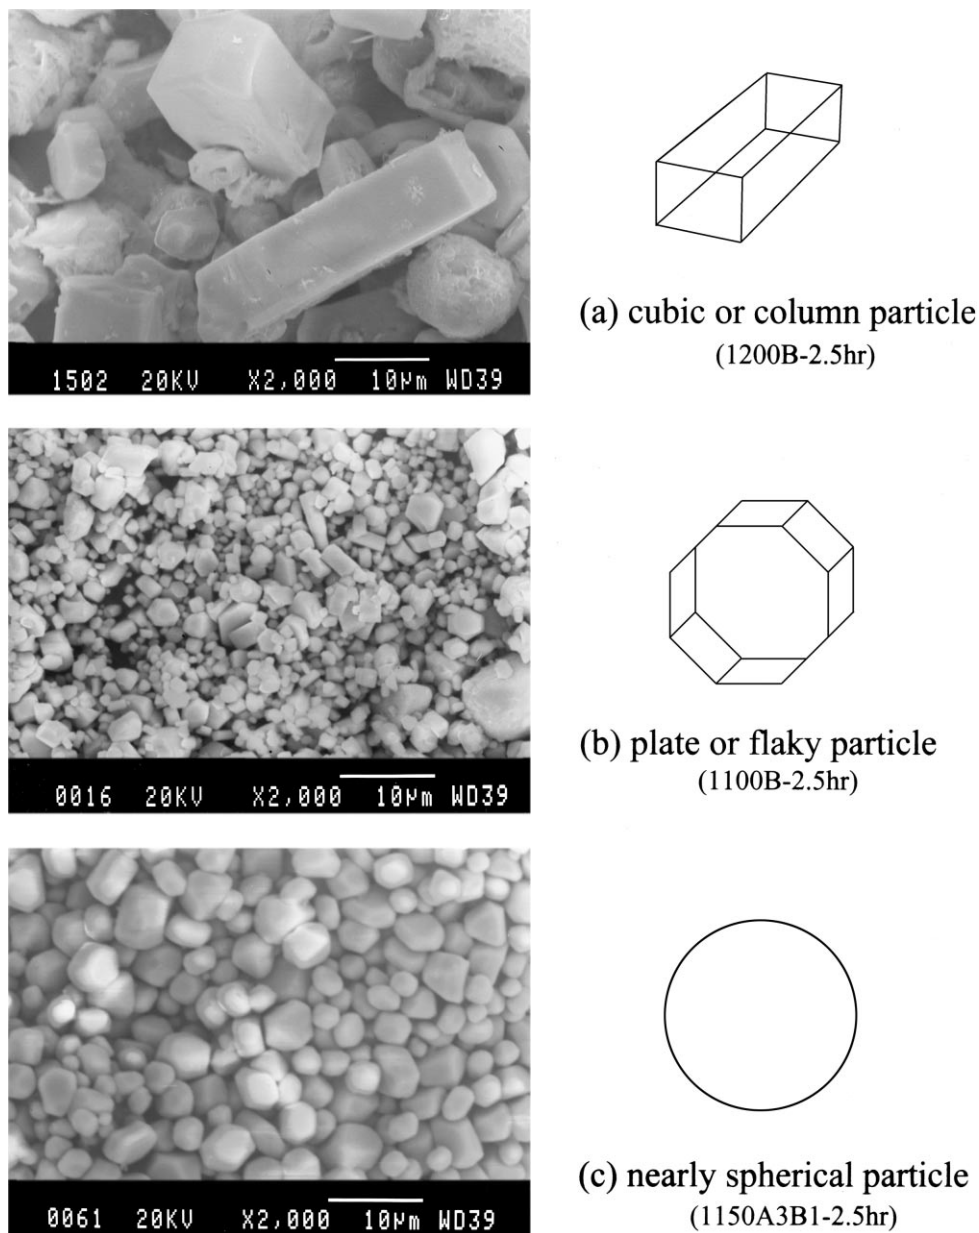 (a) cubic or column particle
(1200B-2.5hr)
1502 20KV X2,000 10μm WD39
(b) plate or flaky particle
(1100B-2.5hr)
0016 20KV X2,000 10μm WD39
(c) nearly spherical particle
(1150A3B1-2.5hr)
0061 20KV X2,000 10μm WD39